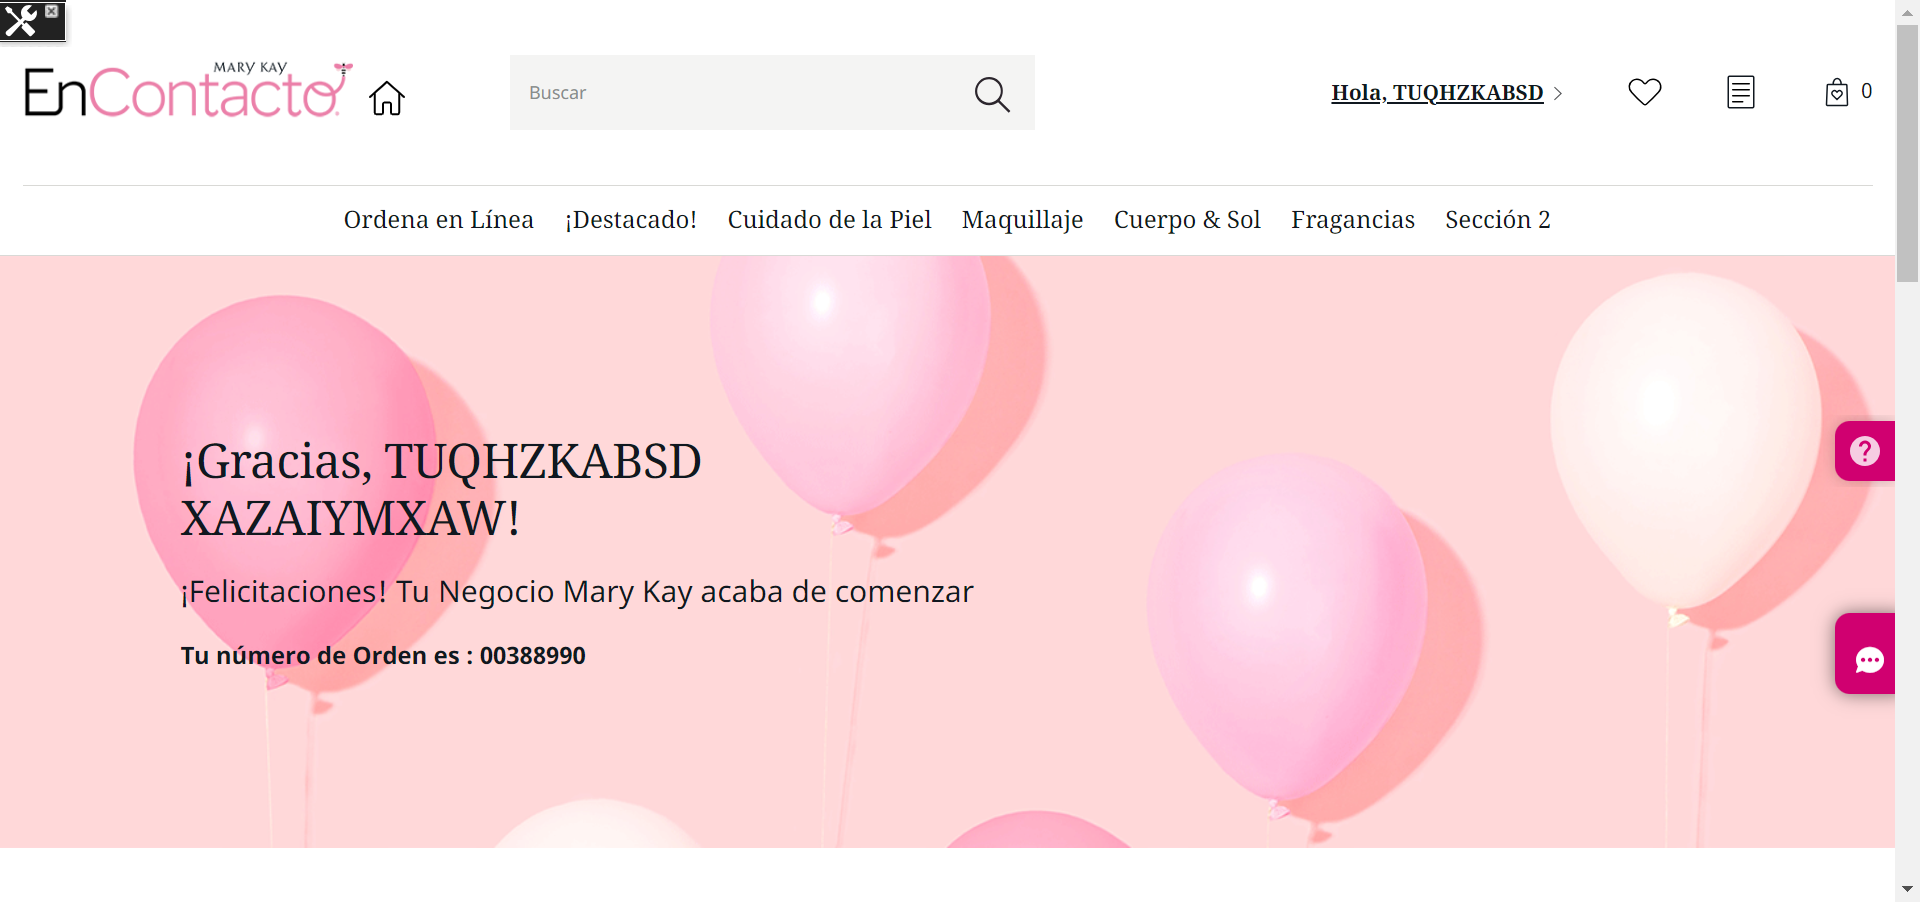 MARY KAY
EnContacto
Buscar
Hola, TUQHZKABSD
0
Ordena en Línea ¡Destacado! Cuidado de la Piel Maquillaje Cuerpo & Sol Fragancias Sección 2
¡Gracias, TUQHZKABSD
XAZAIYMXAW!
¡Felicitaciones! Tu Negocio Mary Kay acaba de comenzar
Tu número de Orden es : 00388990